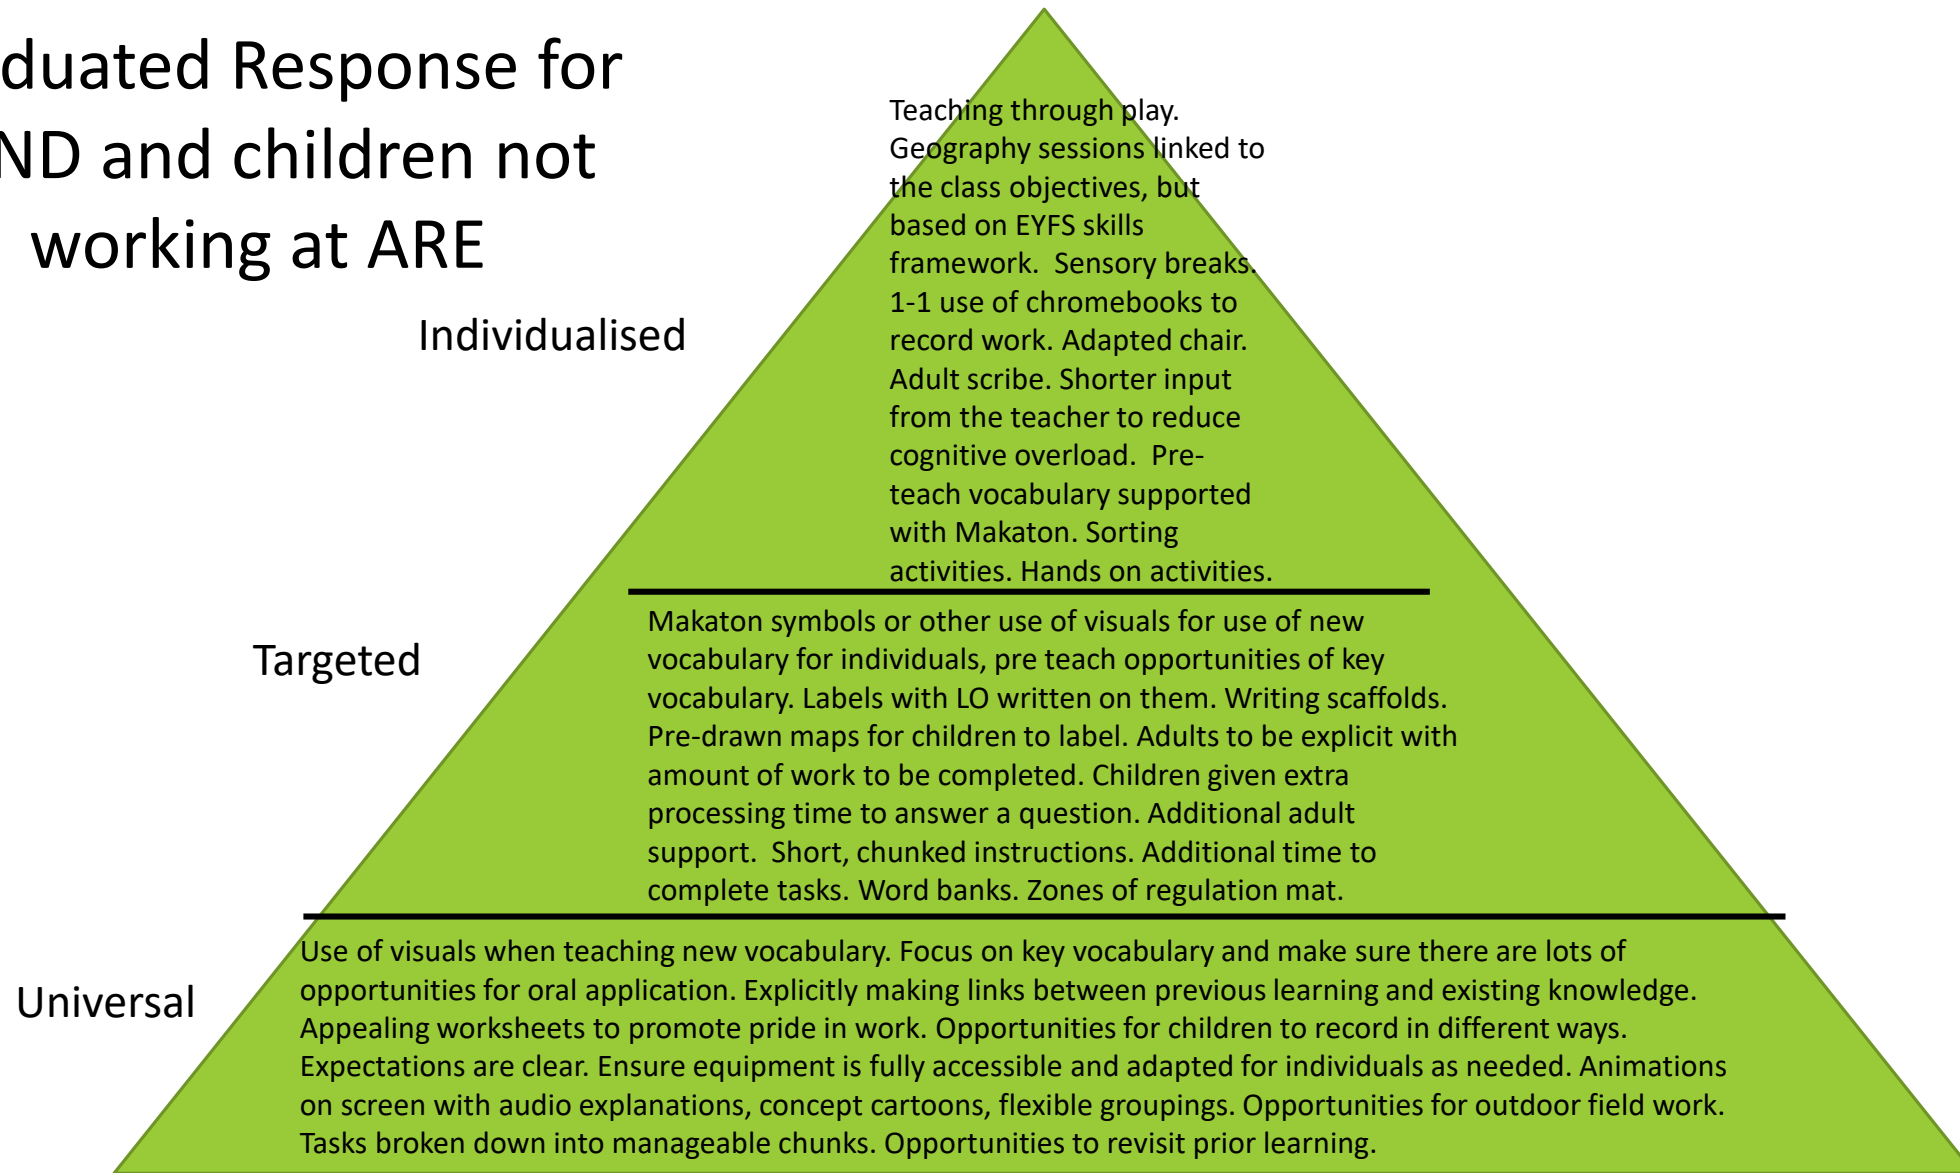 duated Response for
ND and children not
working at ARE
Individualised
Teaching through play.
Geography sessions linked to
the class objectives, but
based on EYFS skills
framework.  Sensory breaks.
1-1 use of chromebooks to
record work. Adapted chair.
Adult scribe. Shorter input
from the teacher to reduce
cognitive overload.  Pre-
teach vocabulary supported
with Makaton. Sorting
activities. Hands on activities.
Targeted
Makaton symbols or other use of visuals for use of new
vocabulary for individuals, pre teach opportunities of key
vocabulary. Labels with LO written on them. Writing scaffolds.
Pre-drawn maps for children to label. Adults to be explicit with
amount of work to be completed. Children given extra
processing time to answer a question. Additional adult
support.  Short, chunked instructions. Additional time to
complete tasks. Word banks. Zones of regulation mat.
Universal
Use of visuals when teaching new vocabulary. Focus on key vocabulary and make sure there are lots of
opportunities for oral application. Explicitly making links between previous learning and existing knowledge.
Appealing worksheets to promote pride in work. Opportunities for children to record in different ways.
Expectations are clear. Ensure equipment is fully accessible and adapted for individuals as needed. Animations
on screen with audio explanations, concept cartoons, flexible groupings. Opportunities for outdoor field work.
Tasks broken down into manageable chunks. Opportunities to revisit prior learning.